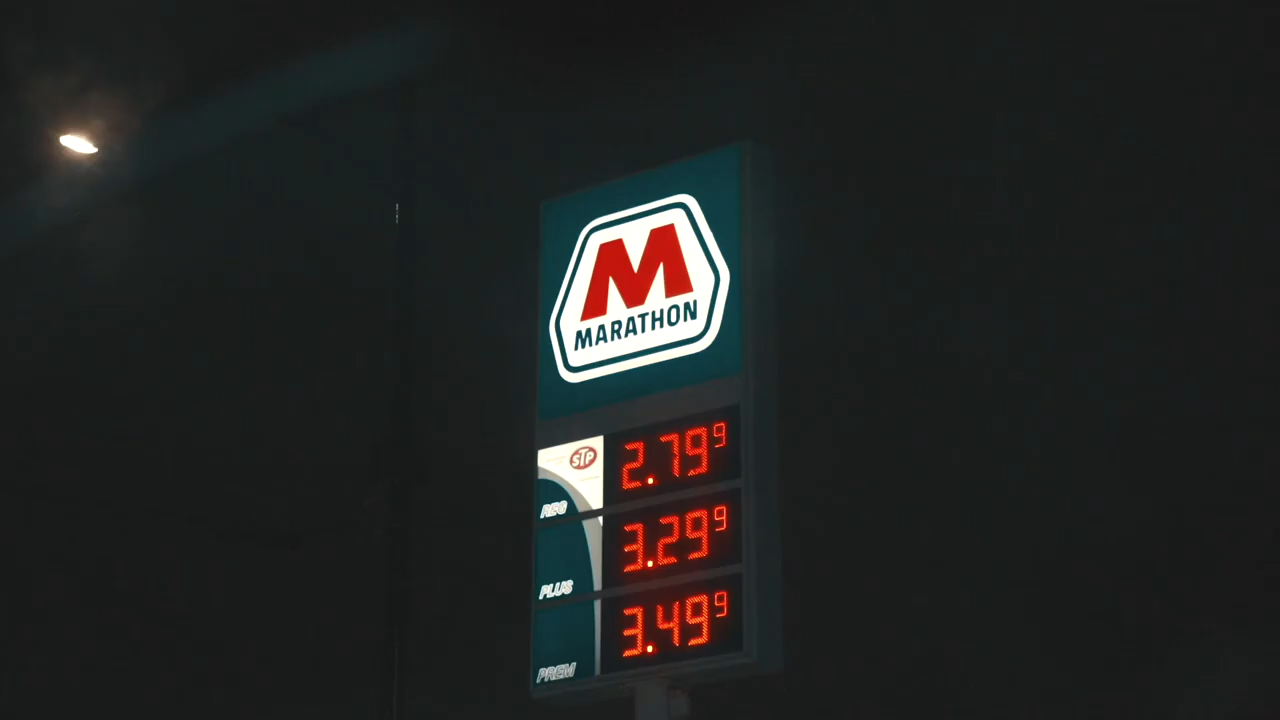 M
MARATHON
STP
REG
2.79 9
PLUS
3.29 9
PREM
3.49 9